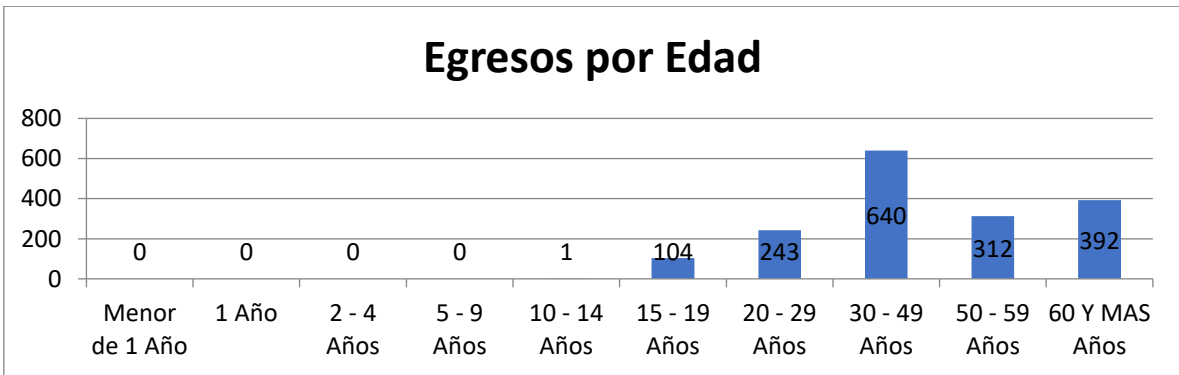 Egresos por Edad
800
600
400
200
0
0 0 0 0 1 104 243 640 312 392
Menor de 1 Año
1 Año
2 - 4 Años
5 - 9 Años
10 - 14 Años
15 - 19 Años
20 - 29 Años
30 - 49 Años
50 - 59 Años
60 Y MAS Años